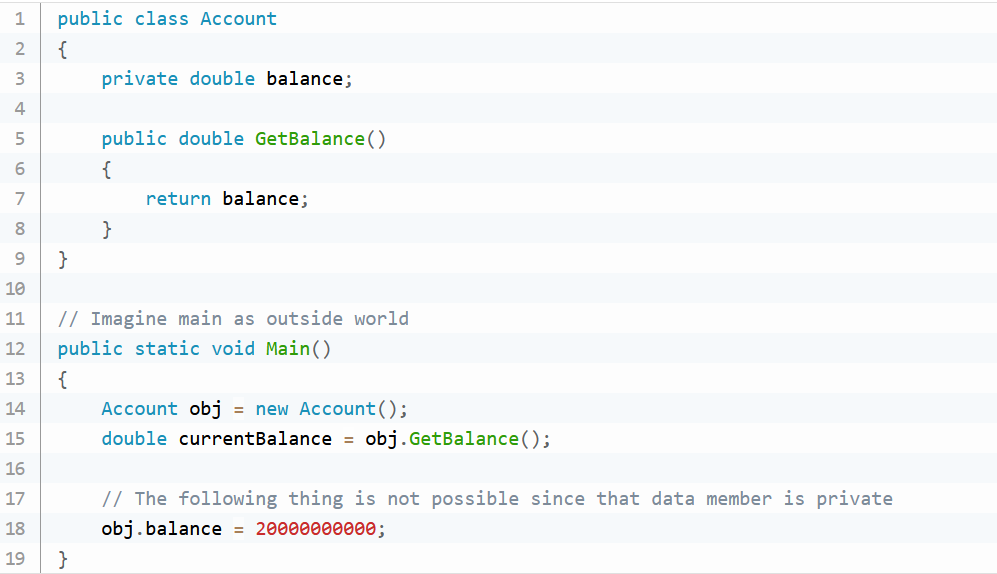 1 public class Account
2 {
3     private double balance;
4
5     public double GetBalance()
6     {
7         return balance;
8     }
9 }
10
11 // Imagine main as outside world
12 public static void Main()
13 {
14     Account obj = new Account();
15     double currentBalance = obj.GetBalance();
16
17     // The following thing is not possible since that data member is private
18     obj.balance = 20000000000;
19 }